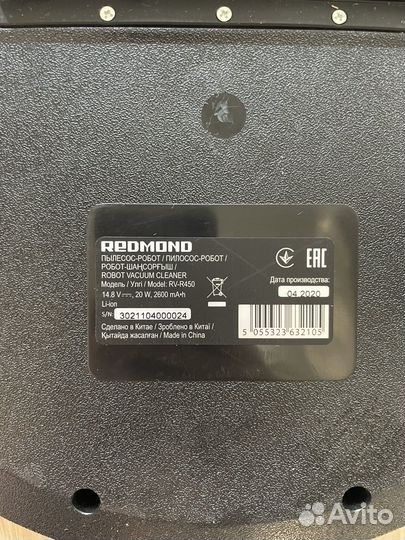 REDMOND
ПЫЛЕСОС-РОБОТ / ПИЛОСОС-РОБОТ /
РОБОТ-ШАҢСОРҒЫШ /
ROBOT VACUUM CLEANER
Модель / Үлгі / Model: RV-R450
14.8 V, 20 W, 2600 mA·h
Li-ion
S/N: 3021104000024
Сделано в Китае / Зроблено в Китаї /
Қытайда жасалған / Made in China
EAC
Дата производства:
04.2020
5 055323 632105
Avito